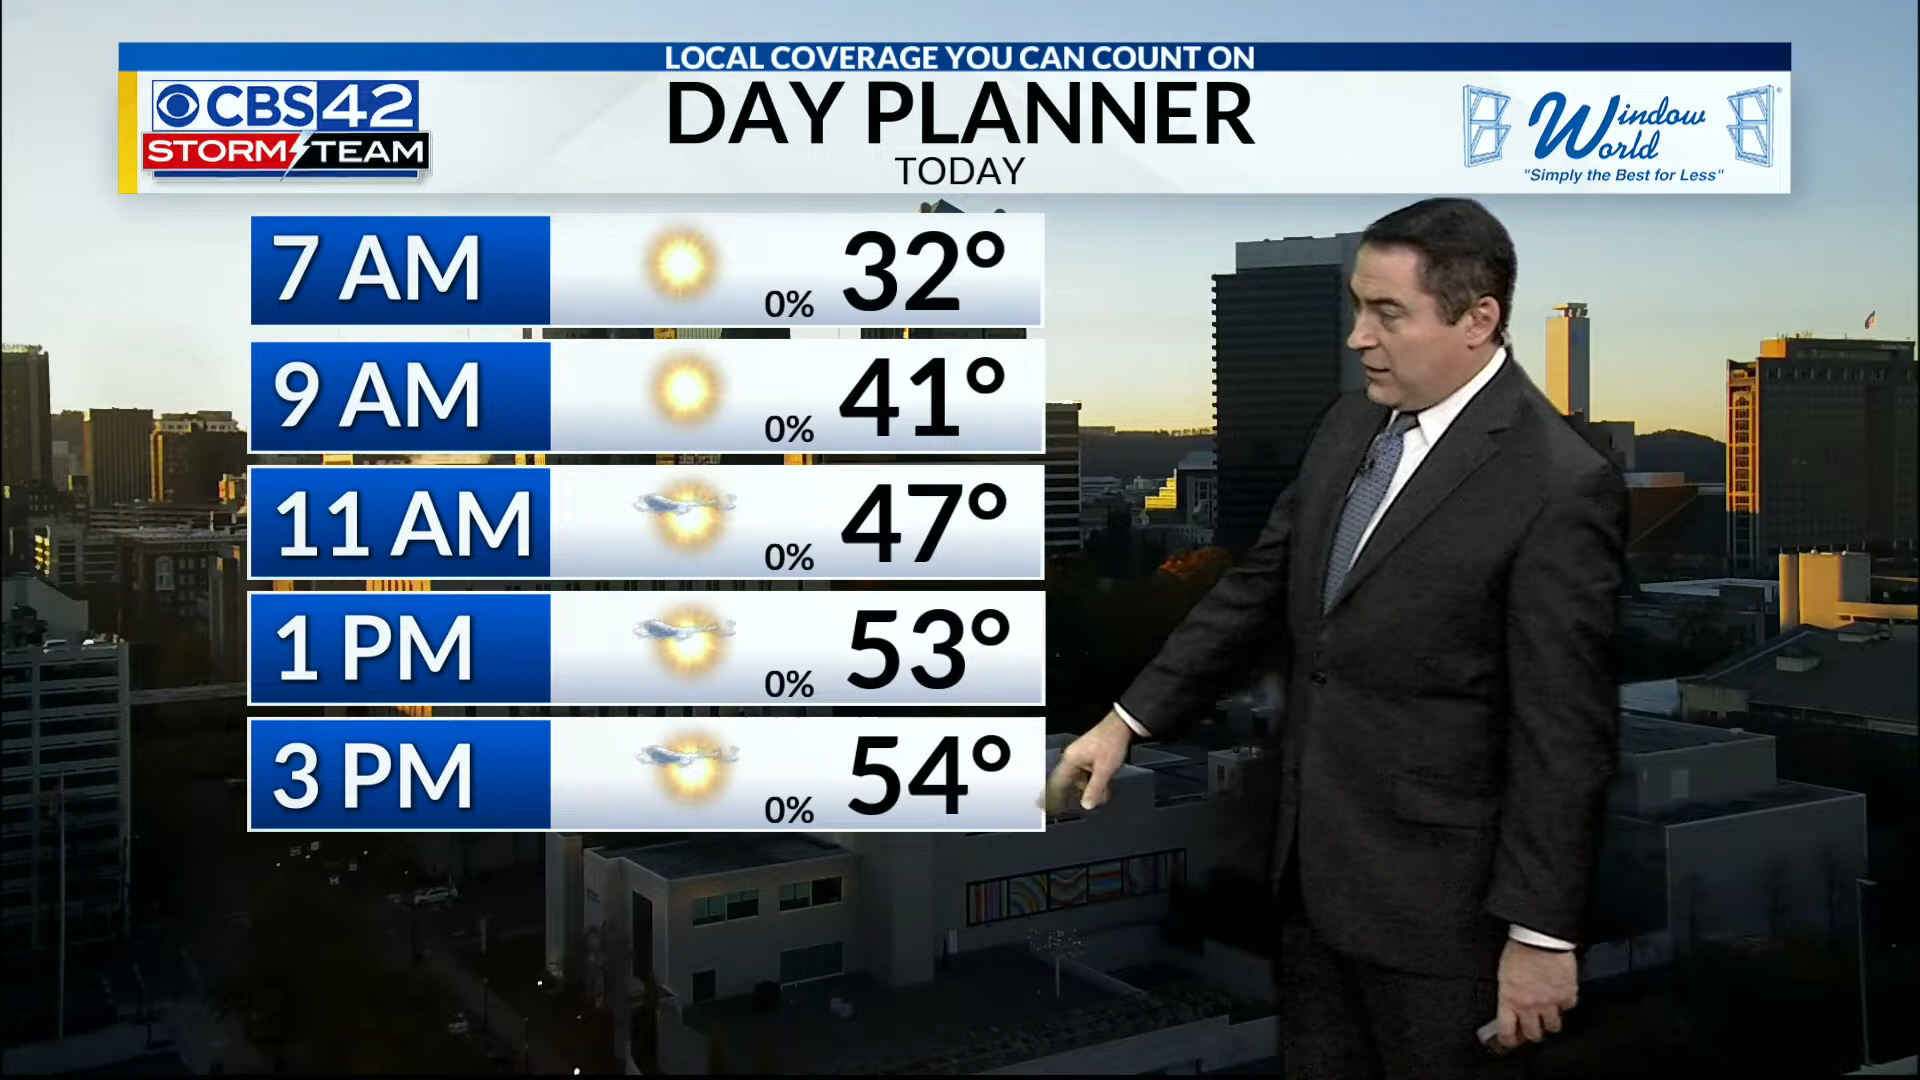 LOCAL COVERAGE YOU CAN COUNT ON
CBS 42
STORM TEAM
DAY PLANNER
TODAY
Window World
"Simply the Best for Less"
7 AM 0% 32°
9 AM 0% 41°
11 AM 0% 47°
1 PM 0% 53°
3 PM 0% 54°